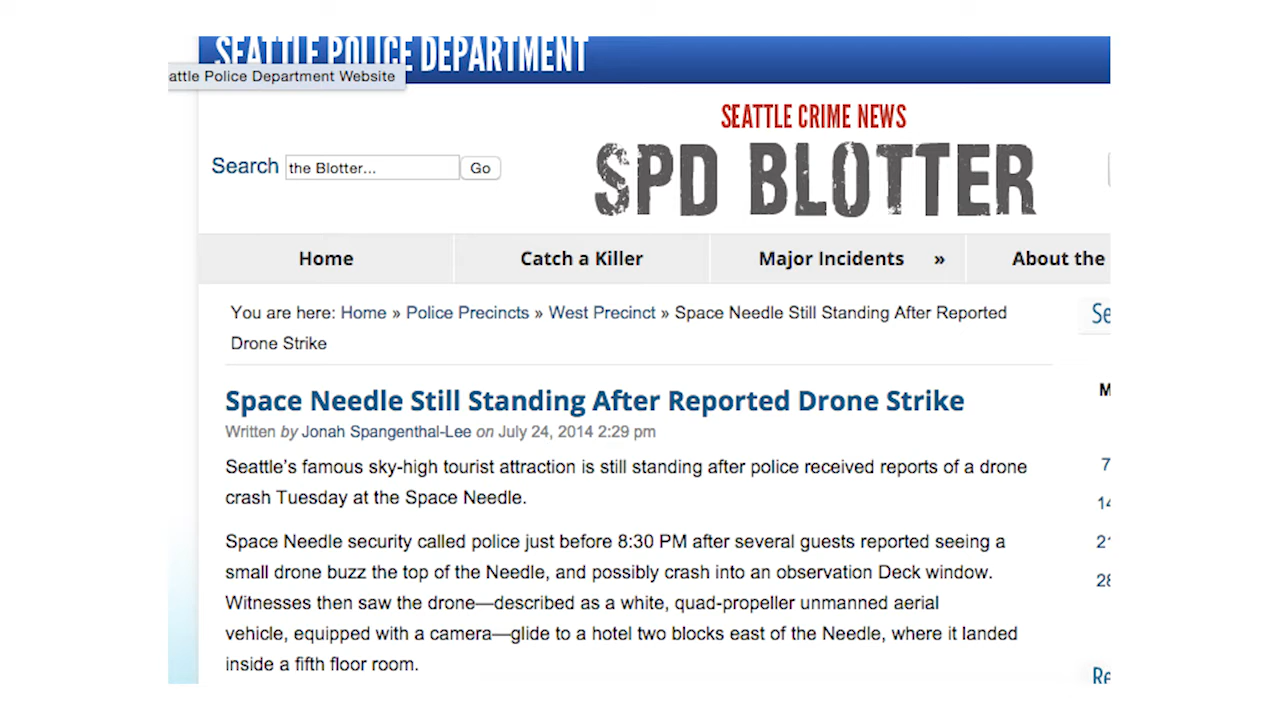 SEATTLE POLICE DEPARTMENT
attle Police Department Website
SEATTLE CRIME NEWS
Search the Blotter... Go
SPD BLOTTER
Home Catch a Killer Major Incidents » About the
You are here: Home » Police Precincts » West Precinct » Space Needle Still Standing After Reported
Drone Strike
Se
Space Needle Still Standing After Reported Drone Strike
M
Written by Jonah Spangenthal-Lee on July 24, 2014 2:29 pm
Seattle's famous sky-high tourist attraction is still standing after police received reports of a drone
7
crash Tuesday at the Space Needle.
14
Space Needle security called police just before 8:30 PM after several guests reported seeing a
21
small drone buzz the top of the Needle, and possibly crash into an observation Deck window.
28
Witnesses then saw the drone—described as a white, quad-propeller unmanned aerial
vehicle, equipped with a camera—glide to a hotel two blocks east of the Needle, where it landed
inside a fifth floor room.
Re